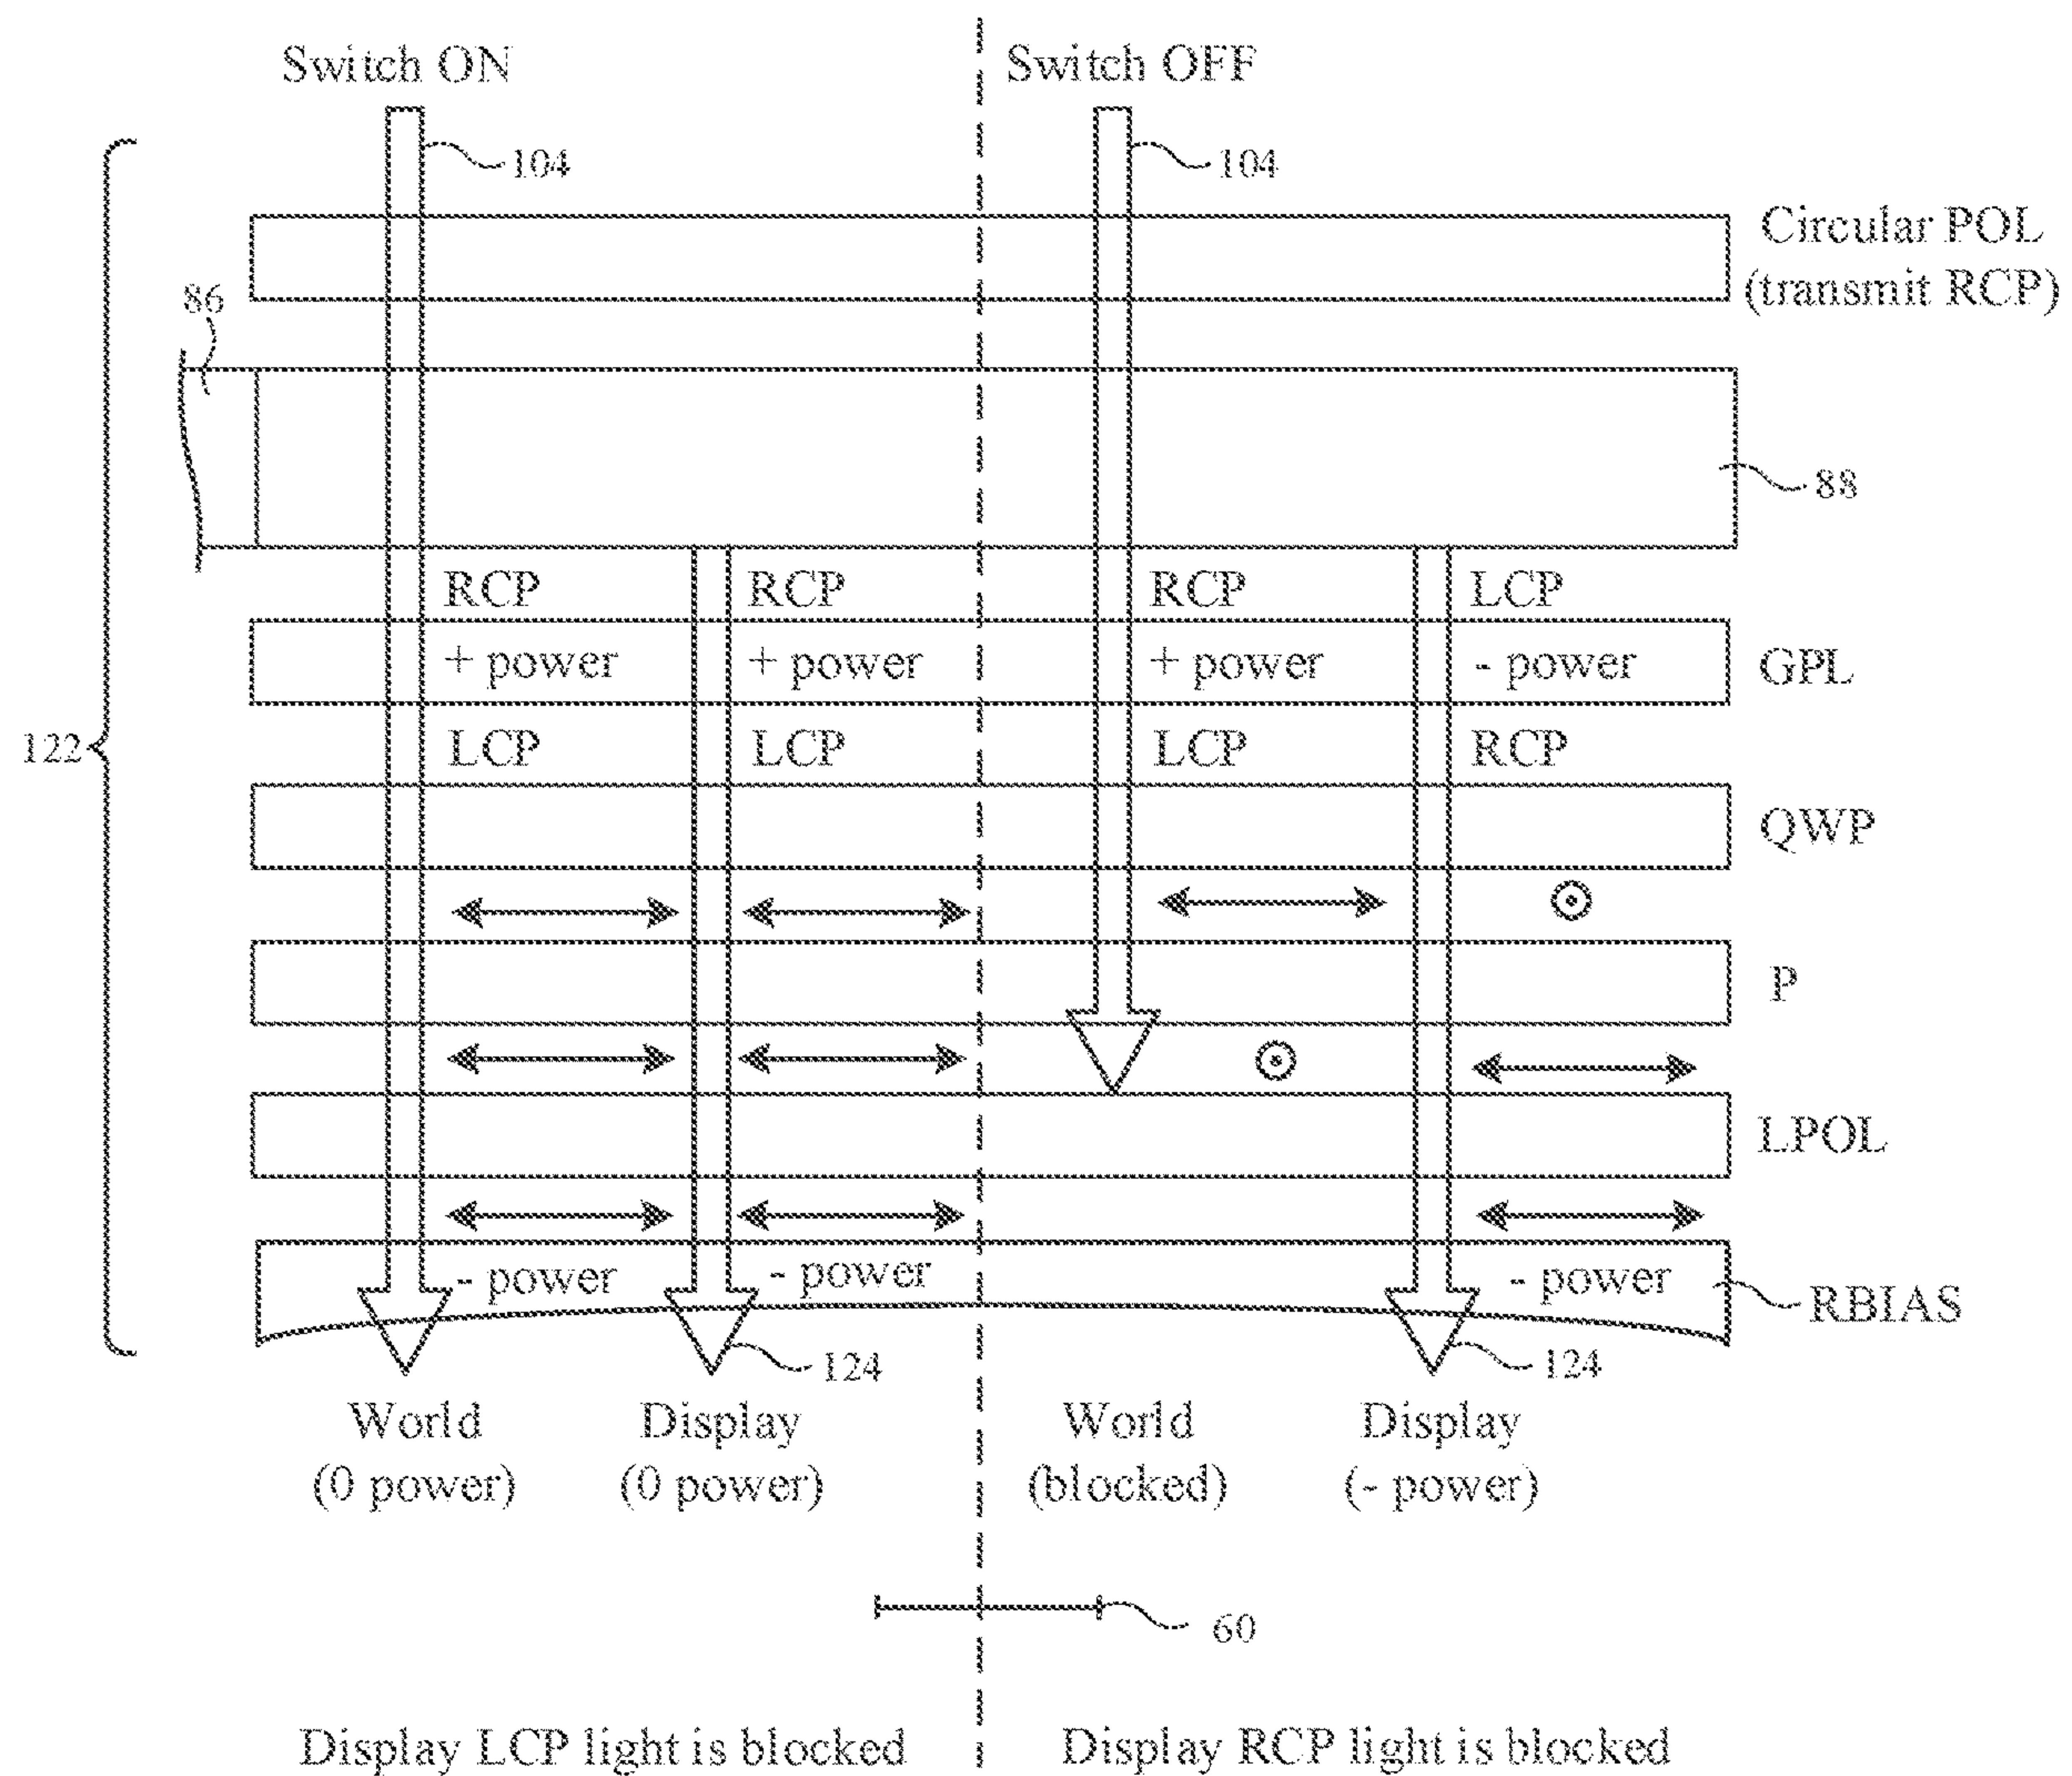 Switch ON
Switch OFF
104
104
Circular POL
(transmit RCP)
86
88
RCP
RCP
RCP
LCP
+ power
+ power
+ power
- power
GPL
122
LCP
LCP
LCP
RCP
QWP
P
LPOL
- power
- power
- power
RBIAS
124
124
World
(0 power)
Display
(0 power)
World
(blocked)
Display
(- power)
60
Display LCP light is blocked
Display RCP light is blocked